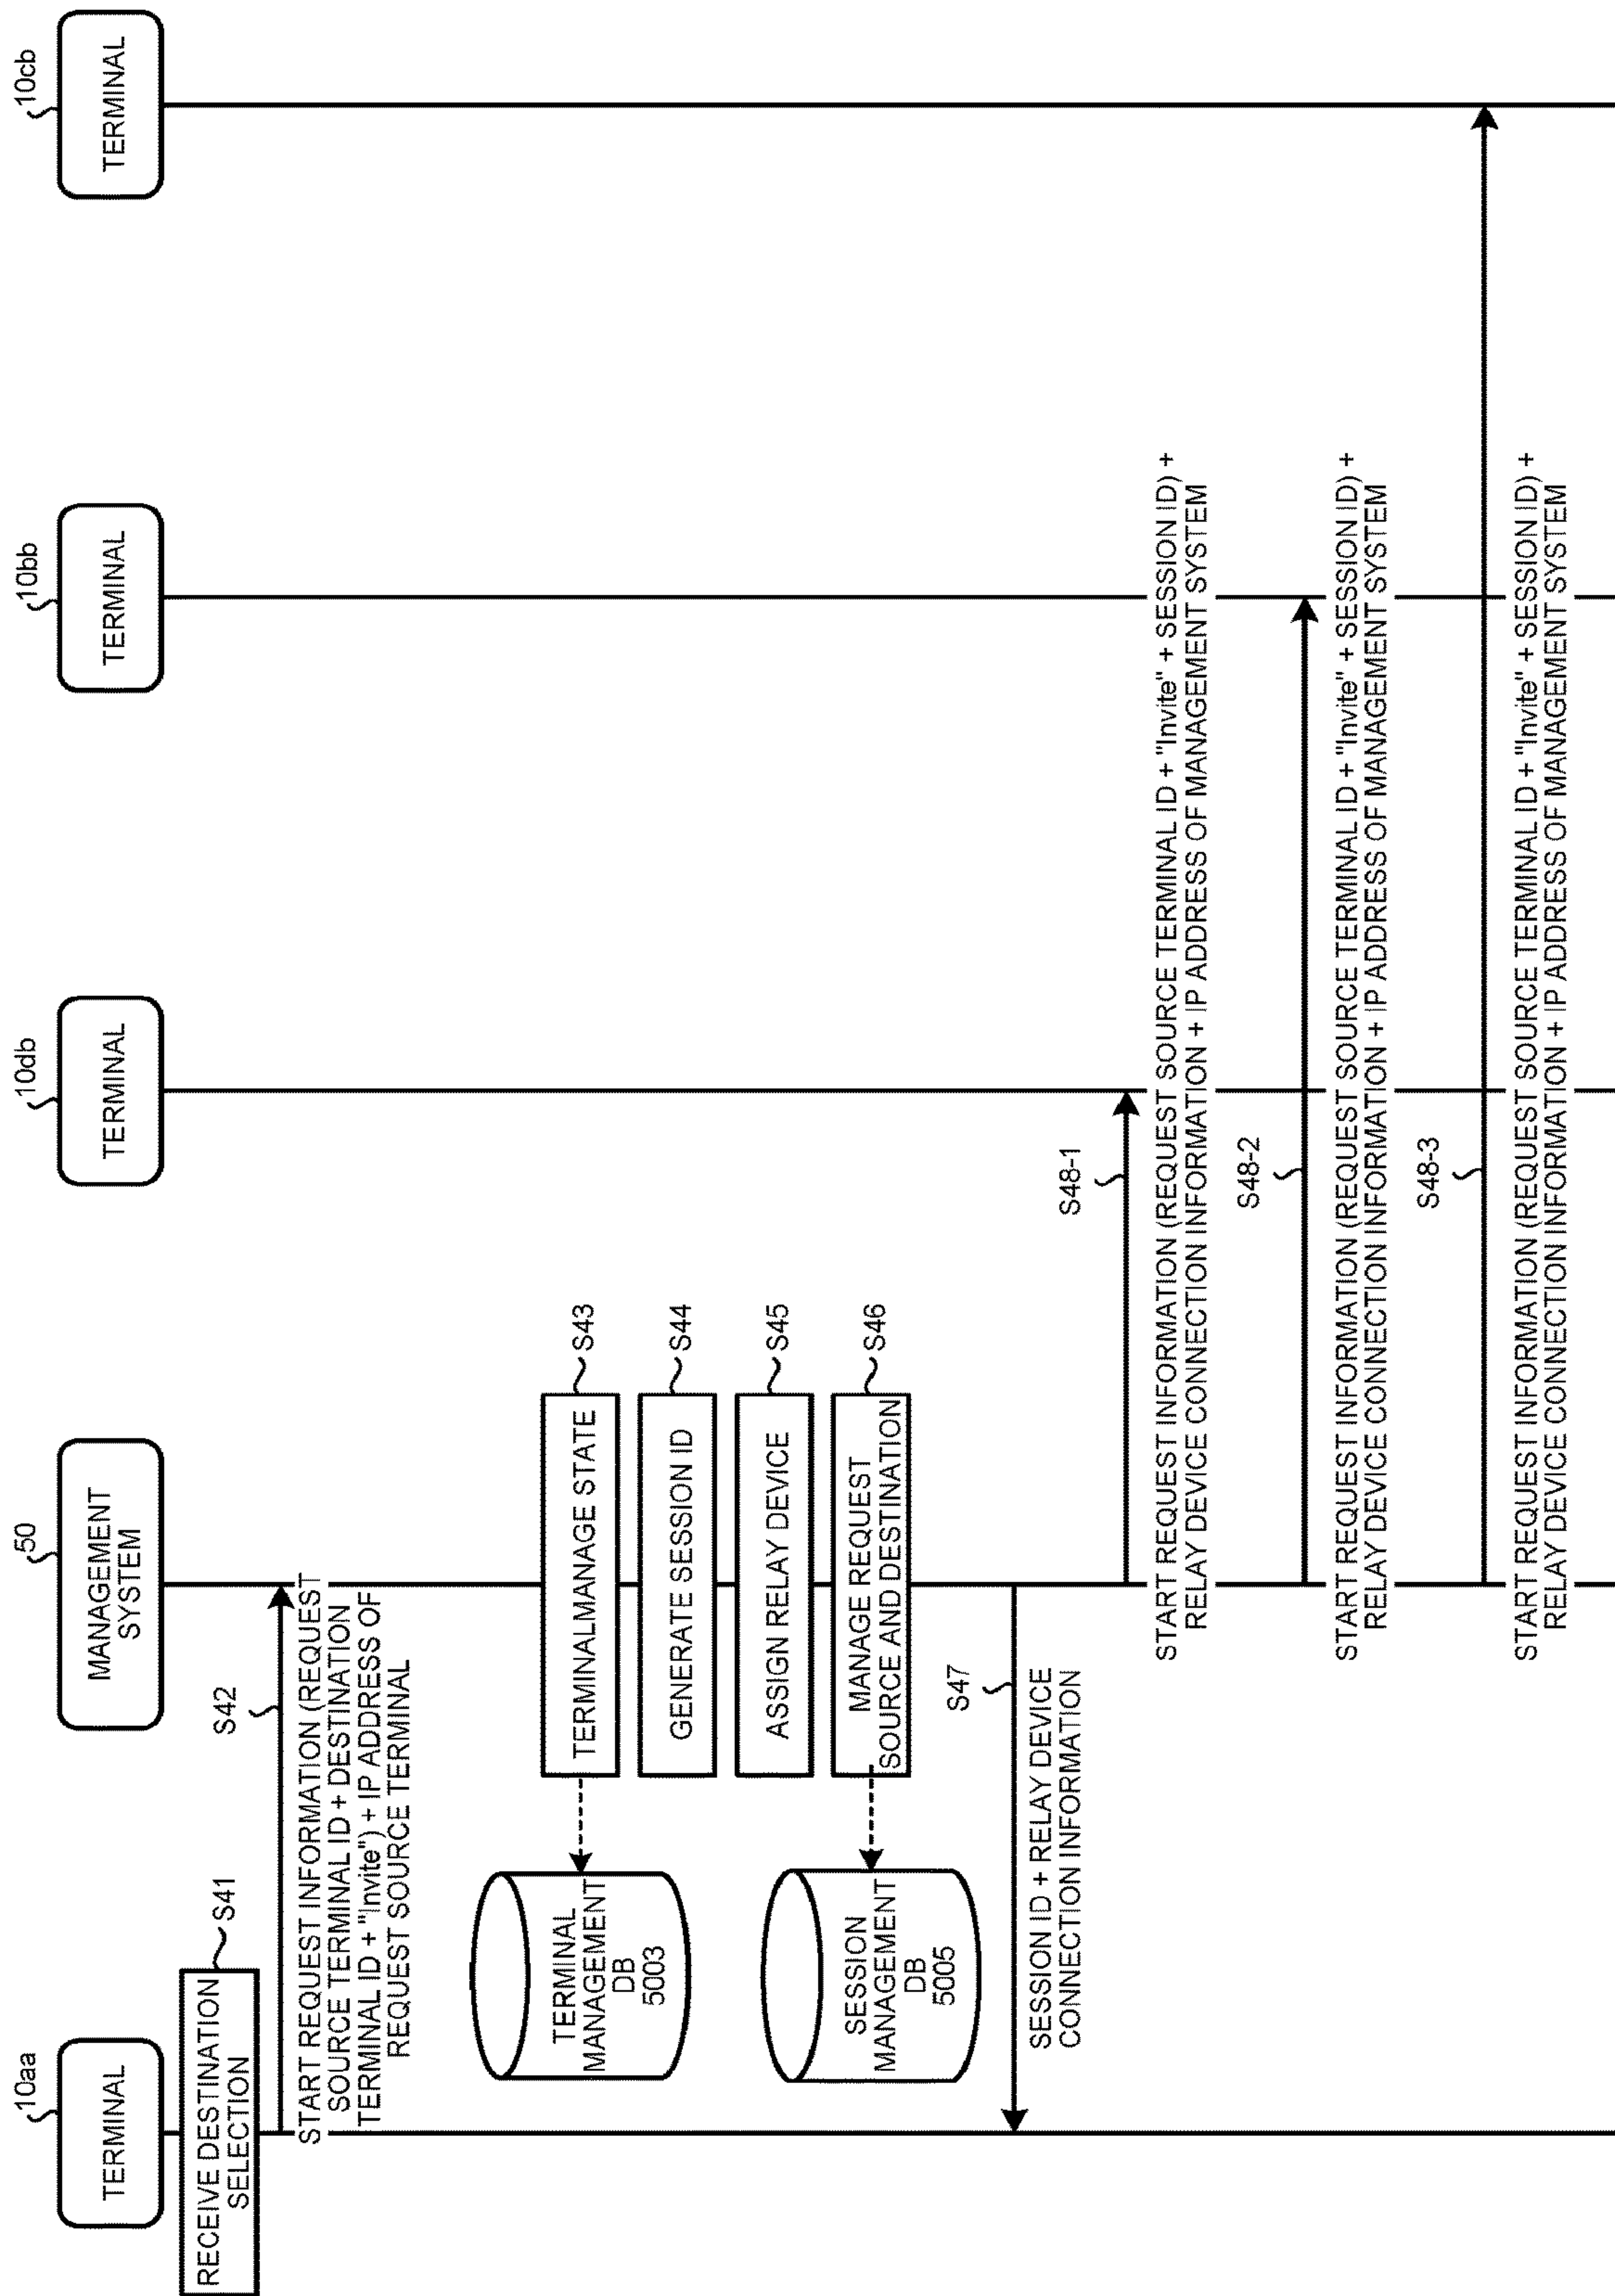 10aa
TERMINAL
50
MANAGEMENT
SYSTEM
10db
TERMINAL
10bb
TERMINAL
10cb
TERMINAL
RECEIVE DESTINATION
SELECTION
S41
S42
START REQUEST INFORMATION (REQUEST
SOURCE TERMINAL ID + DESTINATION
TERMINAL ID + "Invite") + IP ADDRESS OF
REQUEST SOURCE TERMINAL
TERMINALMANAGE STATE
S43
TERMINAL
MANAGEMENT
DB
5003
GENERATE SESSION ID
S44
ASSIGN RELAY DEVICE
S45
MANAGE REQUEST
SOURCE AND DESTINATION
S46
SESSION
MANAGEMENT
DB
5005
S47
SESSION ID + RELAY DEVICE
CONNECTION INFORMATION
S48-1
START REQUEST INFORMATION (REQUEST SOURCE TERMINAL ID + "Invite" + SESSION ID) +
RELAY DEVICE CONNECTION INFORMATION + IP ADDRESS OF MANAGEMENT SYSTEM
S48-2
START REQUEST INFORMATION (REQUEST SOURCE TERMINAL ID + "Invite" + SESSION ID) +
RELAY DEVICE CONNECTION INFORMATION + IP ADDRESS OF MANAGEMENT SYSTEM
S48-3
START REQUEST INFORMATION (REQUEST SOURCE TERMINAL ID + "Invite" + SESSION ID) +
RELAY DEVICE CONNECTION INFORMATION + IP ADDRESS OF MANAGEMENT SYSTEM